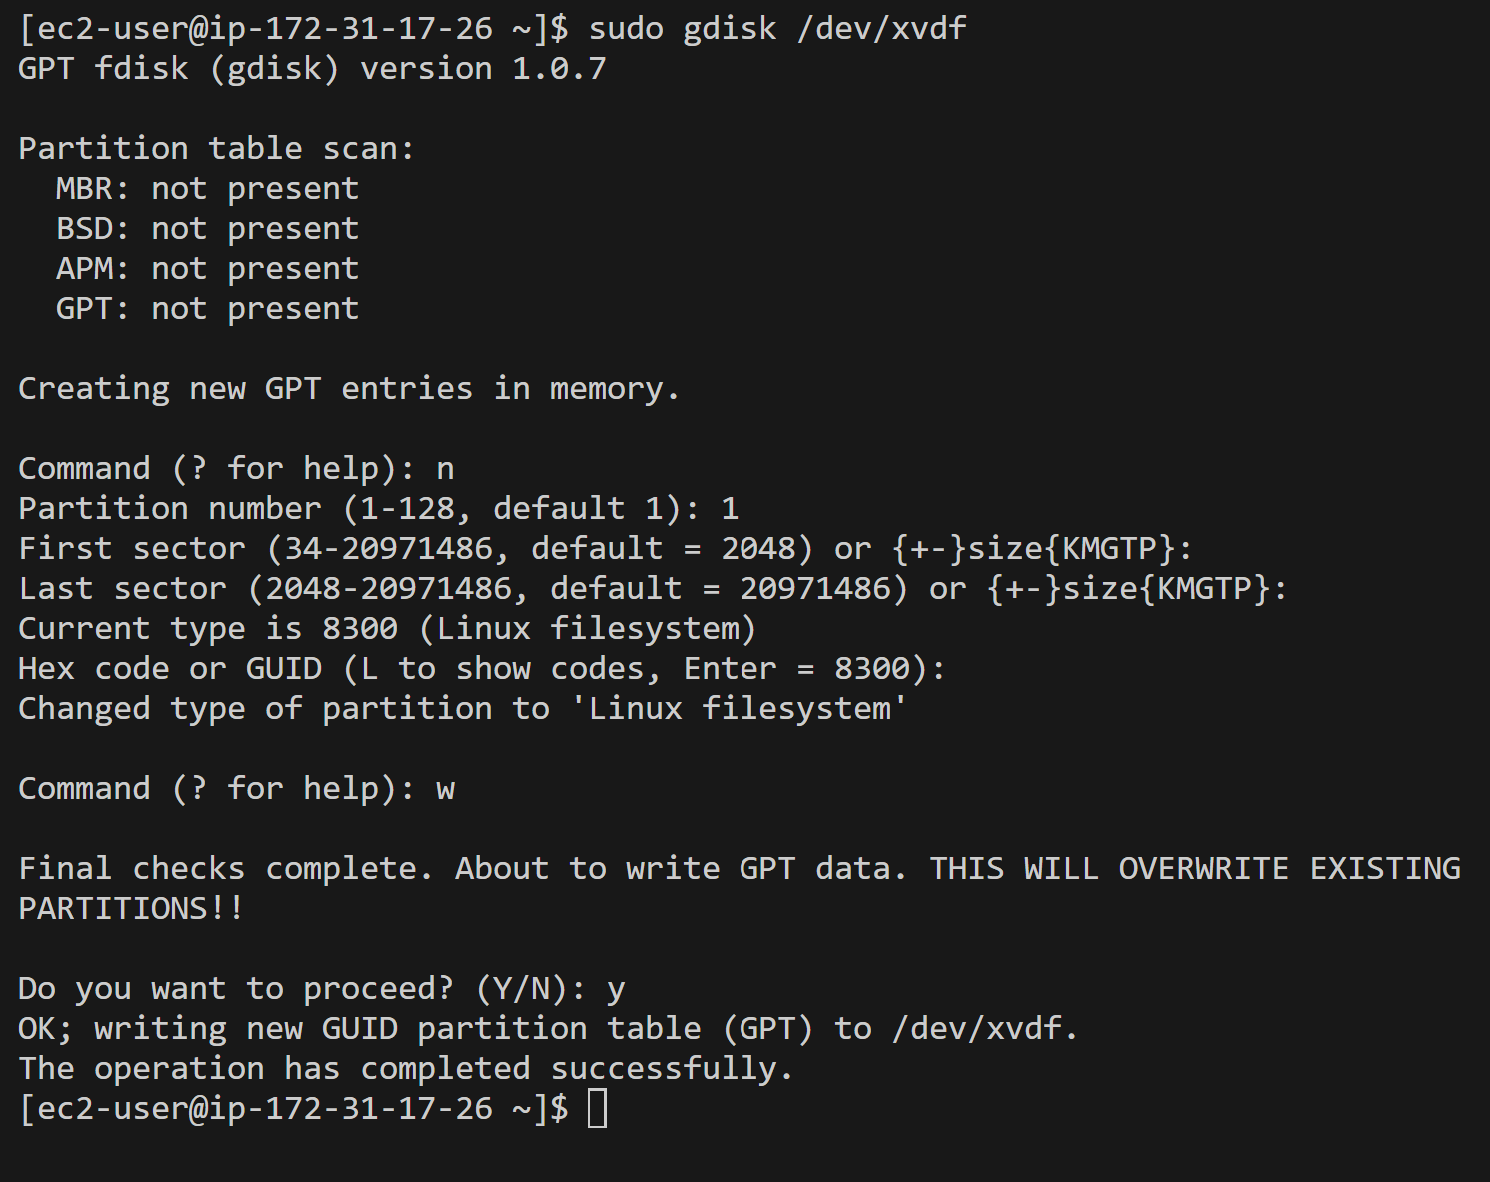 [ec2-user@ip-172-31-17-26 ~]$ sudo gdisk /dev/xvdf
GPT fdisk (gdisk) version 1.0.7
Partition table scan:
  MBR: not present
  BSD: not present
  APM: not present
  GPT: not present
Creating new GPT entries in memory.
Command (? for help): n
Partition number (1-128, default 1): 1
First sector (34-20971486, default = 2048) or {+-}size{KMGTP}:
Last sector (2048-20971486, default = 20971486) or {+-}size{KMGTP}:
Current type is 8300 (Linux filesystem)
Hex code or GUID (L to show codes, Enter = 8300):
Changed type of partition to 'Linux filesystem'
Command (? for help): w
Final checks complete. About to write GPT data. THIS WILL OVERWRITE EXISTING
PARTITIONS!!
Do you want to proceed? (Y/N): y
OK; writing new GUID partition table (GPT) to /dev/xvdf.
The operation has completed successfully.
[ec2-user@ip-172-31-17-26 ~]$